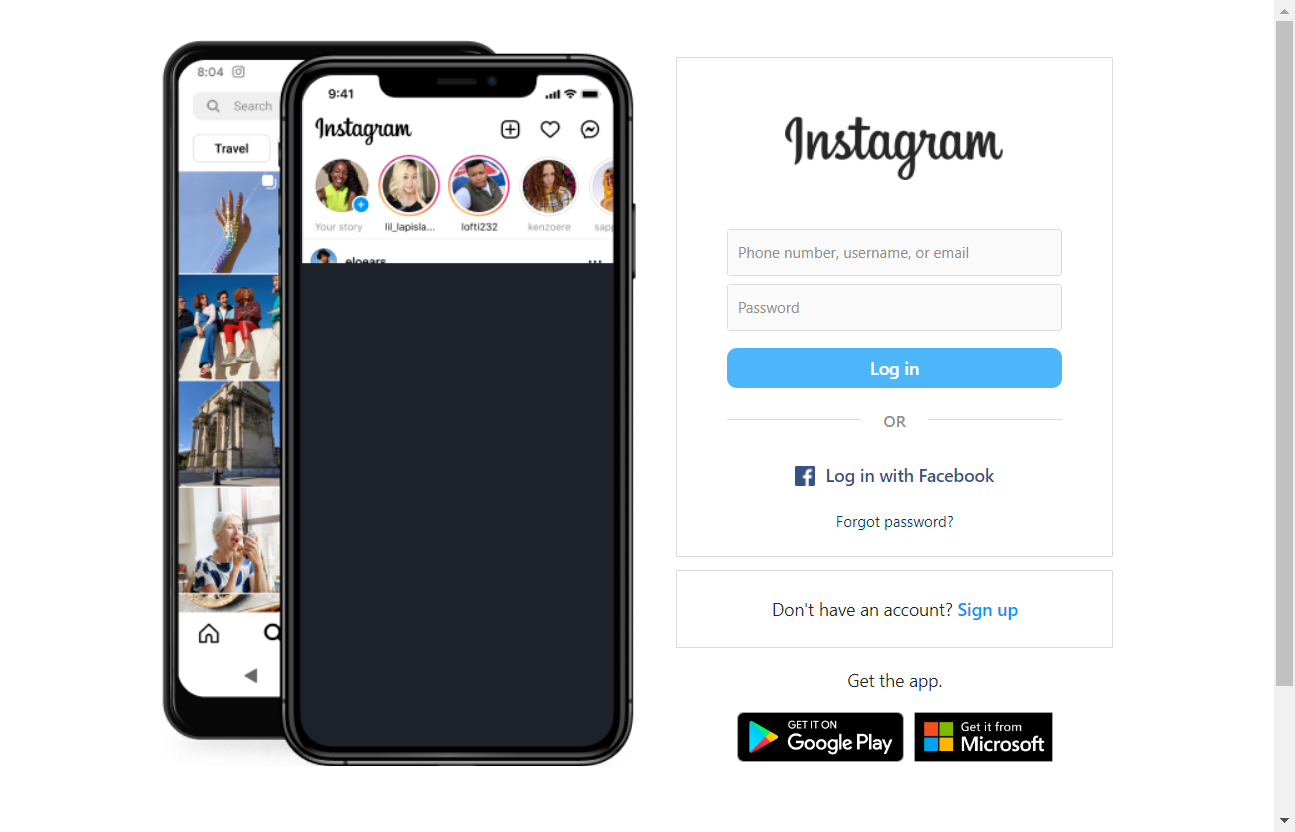 8:04
Search
Travel
9:41
Instagram
Your story
lil_lapisla...
lofti232
kenzoere
eloears
Instagram
Phone number, username, or email
Password
Log in
OR
Log in with Facebook
Forgot password?
Don't have an account? Sign up
Get the app.
GET IT ON
Google Play
Get it from
Microsoft